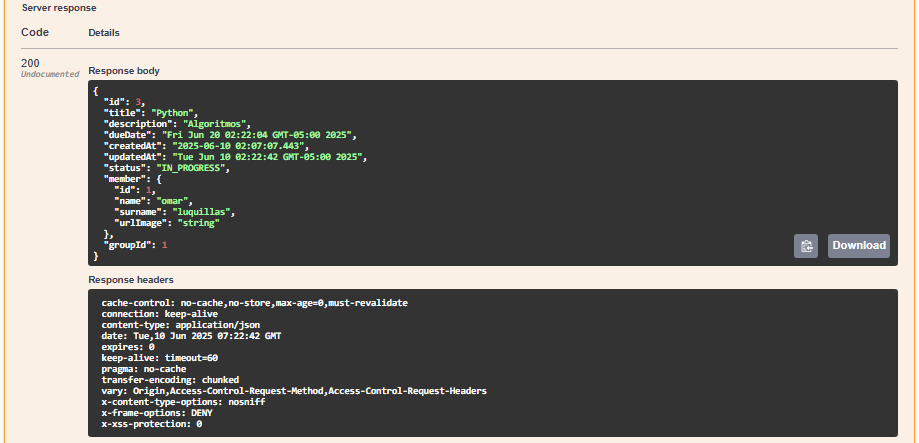 Server response
Code Details
200
Undocumented
Response body
{
  "id": 3,
  "title": "Python",
  "description": "Algoritmos",
  "dueDate": "Fri Jun 20 02:22:04 GMT-05:00 2025",
  "createdAt": "2025-06-10 02:07:07.443",
  "updatedAt": "Tue Jun 10 02:22:42 GMT-05:00 2025",
  "status": "IN_PROGRESS",
  "member": {
    "id": 1,
    "name": "omar",
    "surname": "luquillas",
    "urlImage": "string"
  },
  "groupId": 1
}
Download
Response headers
cache-control: no-cache,no-store,max-age=0,must-revalidate
connection: keep-alive
content-type: application/json
date: Tue,10 Jun 2025 07:22:42 GMT
expires: 0
keep-alive: timeout=60
pragma: no-cache
transfer-encoding: chunked
vary: Origin,Access-Control-Request-Method,Access-Control-Request-Headers
x-content-type-options: nosniff
x-frame-options: DENY
x-xss-protection: 0